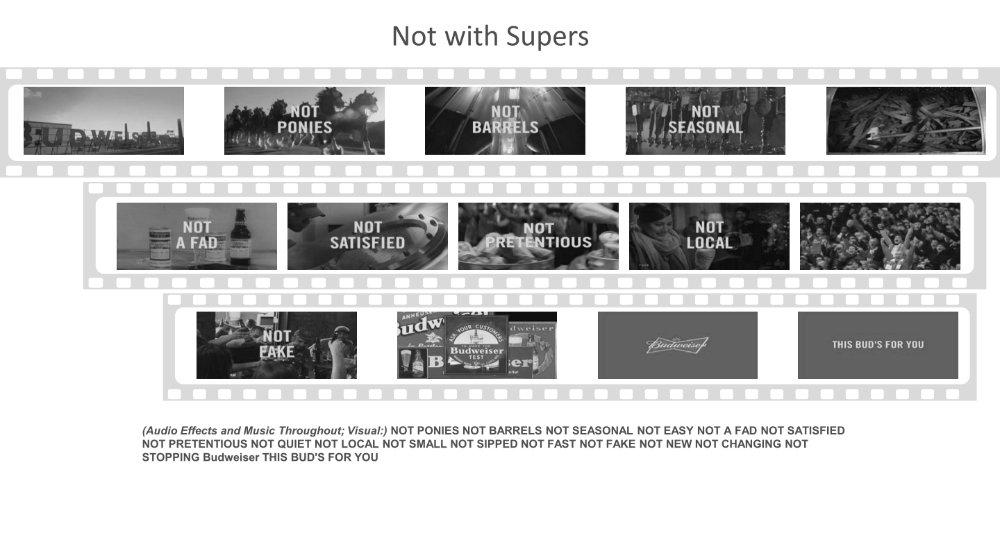 Not with Supers
BUDWEISER
NOT
PONIES
NOT
BARRELS
NOT
SEASONAL
NOT
A FAD
NOT
SATISFIED
NOT
PRETENTIOUS
NOT
LOCAL
NOT
FAKE
ANHEUSER
Budweiser
in Bottles
ASK YOUR CUSTOMERS
TO MAKE THE
Budweiser
TEST
dweiser
B
ser
Budweiser
THIS BUD'S FOR YOU
(Audio Effects and Music Throughout; Visual:) NOT PONIES NOT BARRELS NOT SEASONAL NOT EASY NOT A FAD NOT SATISFIED
NOT PRETENTIOUS NOT QUIET NOT LOCAL NOT SMALL NOT SIPPED NOT FAST NOT FAKE NOT NEW NOT CHANGING NOT
STOPPING Budweiser THIS BUD'S FOR YOU